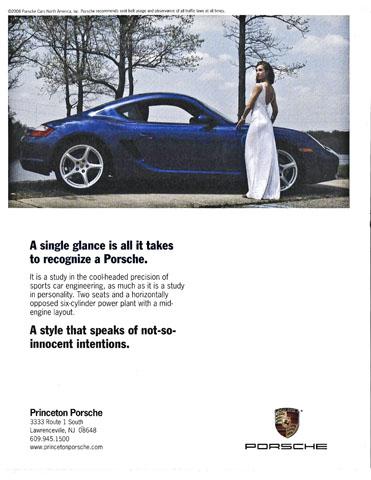 ©2008 Porsche Cars North America, Inc. Porsche recommends seat belt usage and observance of all traffic laws at all times.
A single glance is all it takes
to recognize a Porsche.
It is a study in the cool-headed precision of
sports car engineering, as much as it is a study
in personality. Two seats and a horizontally
opposed six-cylinder power plant with a mid-
engine layout.
A style that speaks of not-so-
innocent intentions.
Princeton Porsche
3333 Route 1 South
Lawrenceville, NJ 08648
609.945.1500
www.princetonporsche.com
PORSCHE